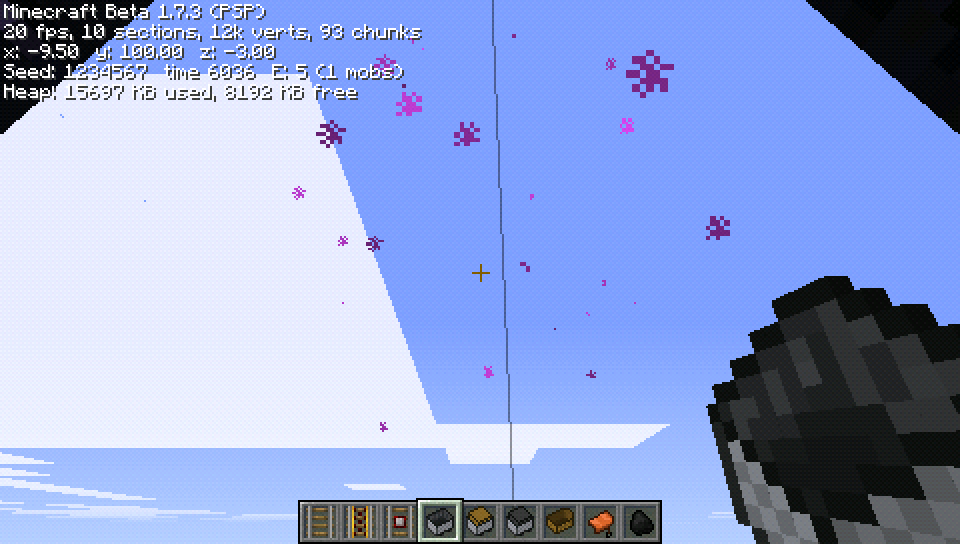 Minecraft Beta 1.7.3 (PSP)
20 fps, 10 sections, 12k verts, 93 chunks
x: -9.50 y: 100.00 z: -3.00
Seed: 1234567 time 6036 E: 5 (1 mobs)
Heap: 15697 KB used, 8192 KB free